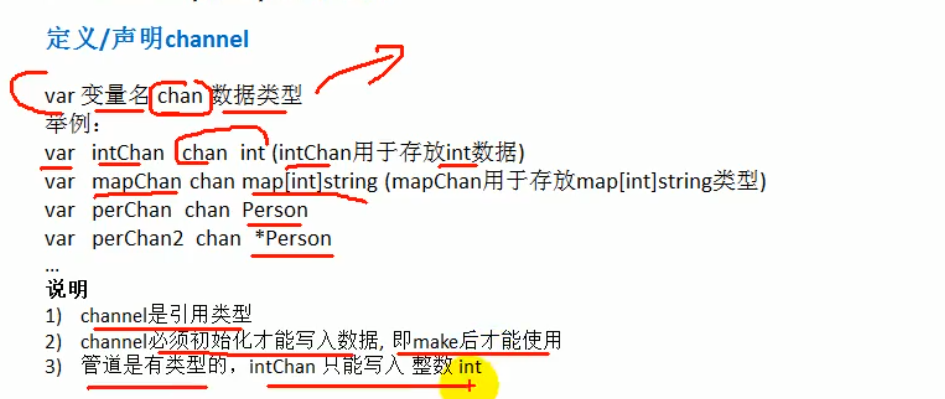 定义/声明channel
var 变量名 chan 数据类型
举例：
var intChan chan int (intChan用于存放int数据)
var mapChan chan map[int]string (mapChan用于存放map[int]string类型)
var perChan chan Person
var perChan2 chan *Person
...
说明
1) channel是引用类型
2) channel必须初始化才能写入数据, 即make后才能使用
3) 管道是有类型的，intChan 只能写入 整数 int